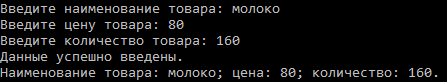 Введите наименование товара: молоко
Введите цену товара: 80
Введите количество товара: 160
Данные успешно введены.
Наименование товара: молоко; цена: 80; количество: 160.